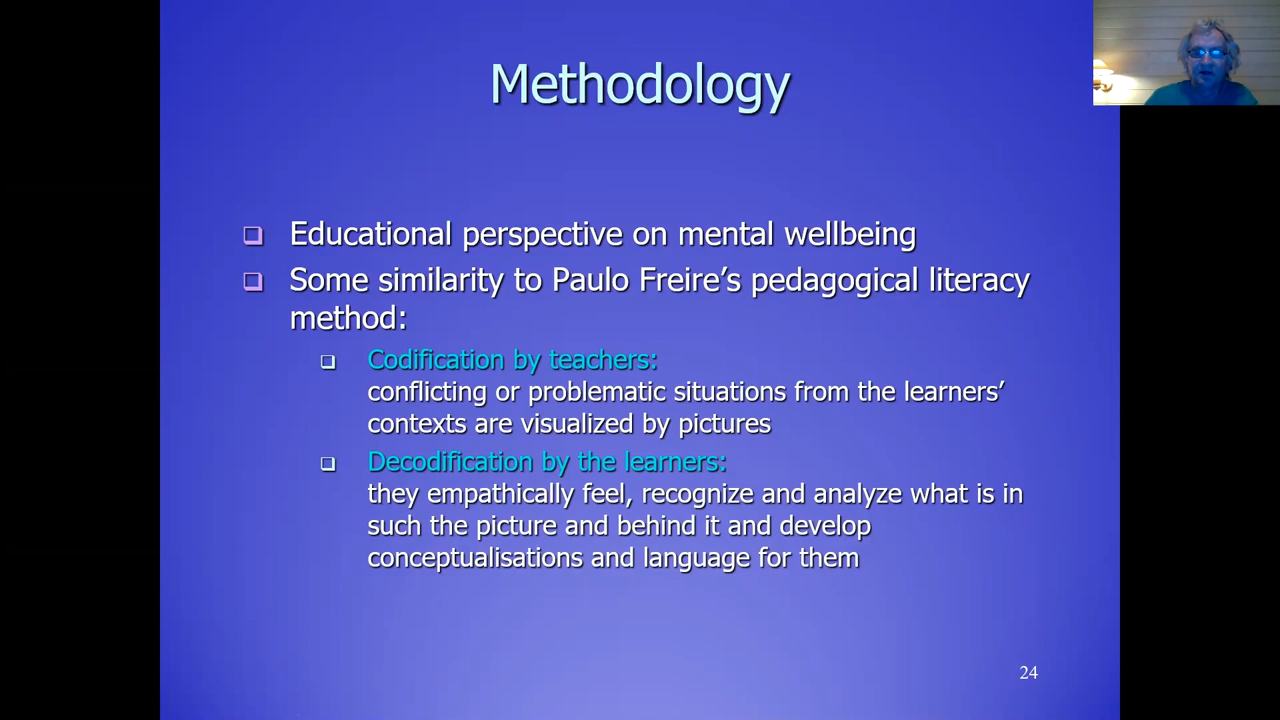 Methodology
Educational perspective on mental wellbeing
Some similarity to Paulo Freire’s pedagogical literacy
method:
Codification by teachers:
conflicting or problematic situations from the learners’
contexts are visualized by pictures
Decodification by the learners:
they empathically feel, recognize and analyze what is in
such the picture and behind it and develop
conceptualisations and language for them
24